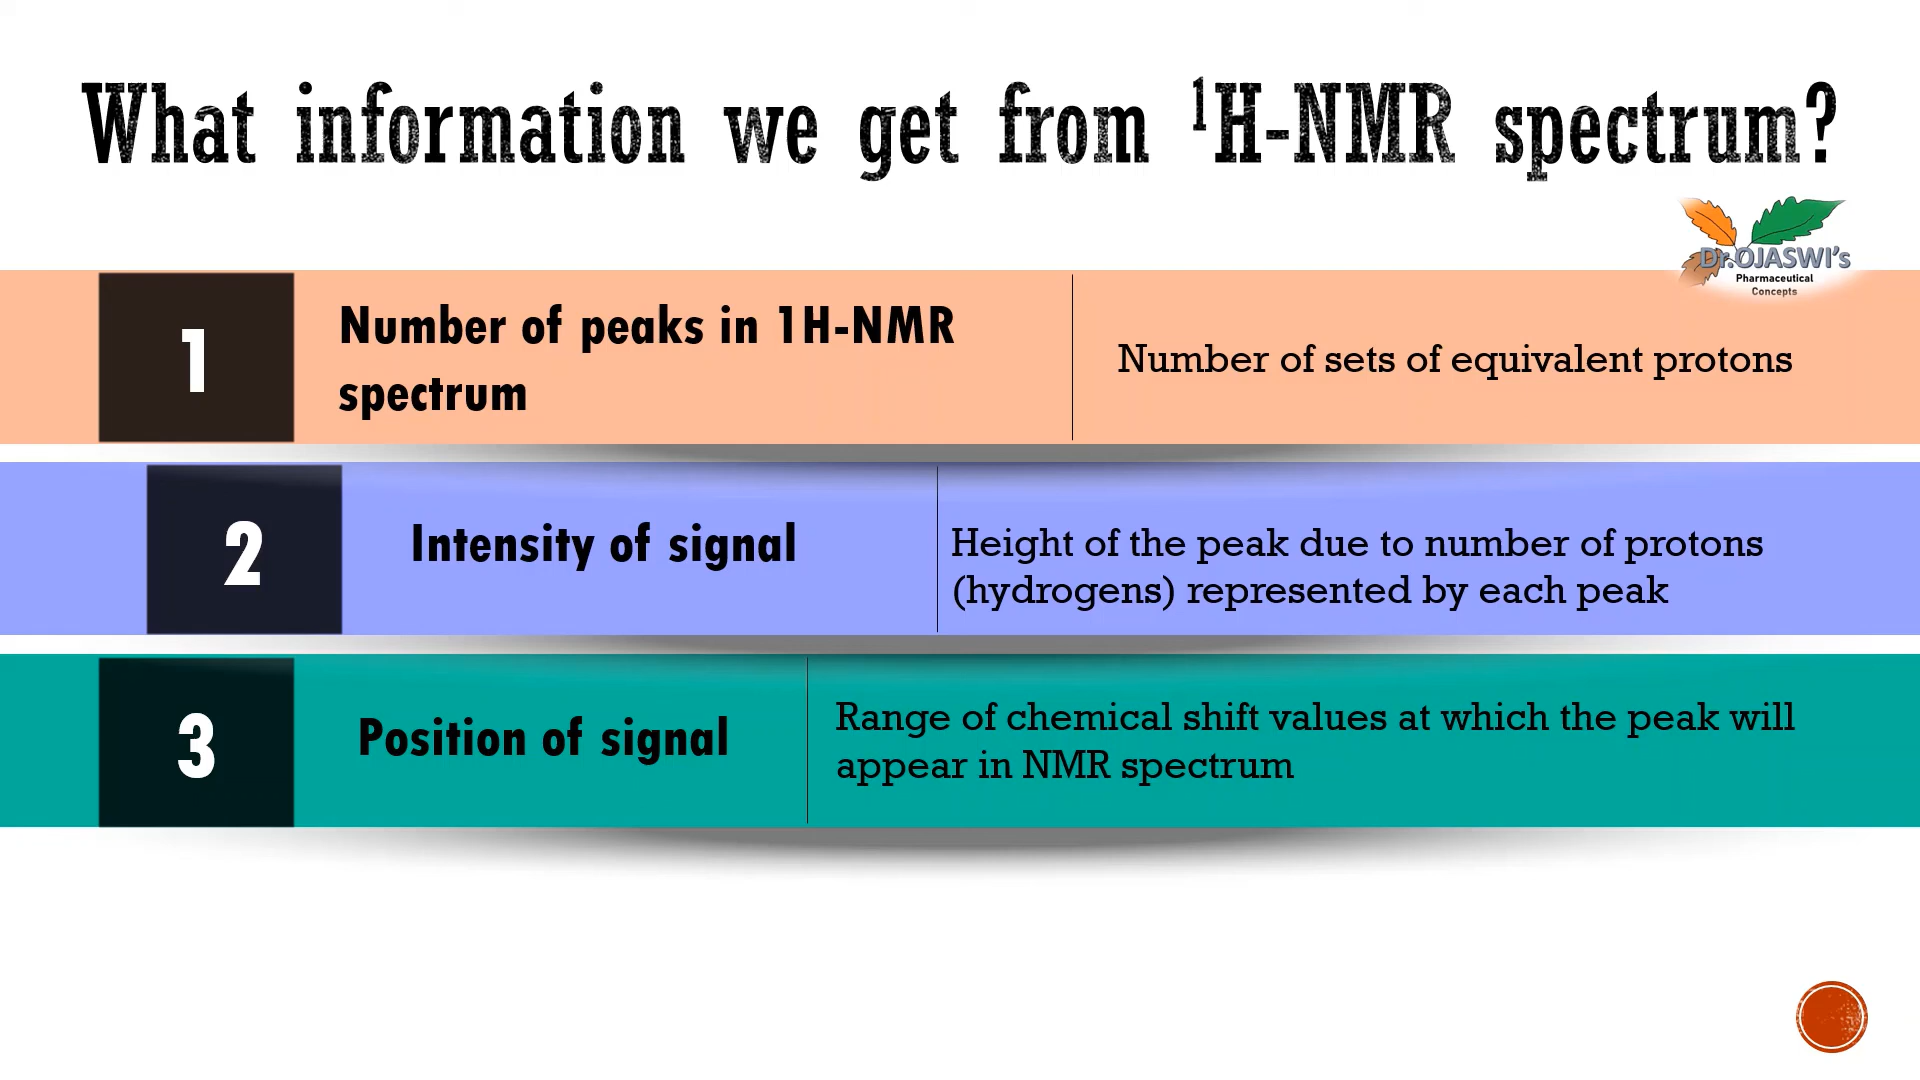 What information we get from ¹H-NMR spectrum?
Dr.OJASWI's
Pharmaceutical
Concepts
1
Number of peaks in 1H-NMR
spectrum
Number of sets of equivalent protons
2
Intensity of signal
Height of the peak due to number of protons
(hydrogens) represented by each peak
3
Position of signal
Range of chemical shift values at which the peak will
appear in NMR spectrum